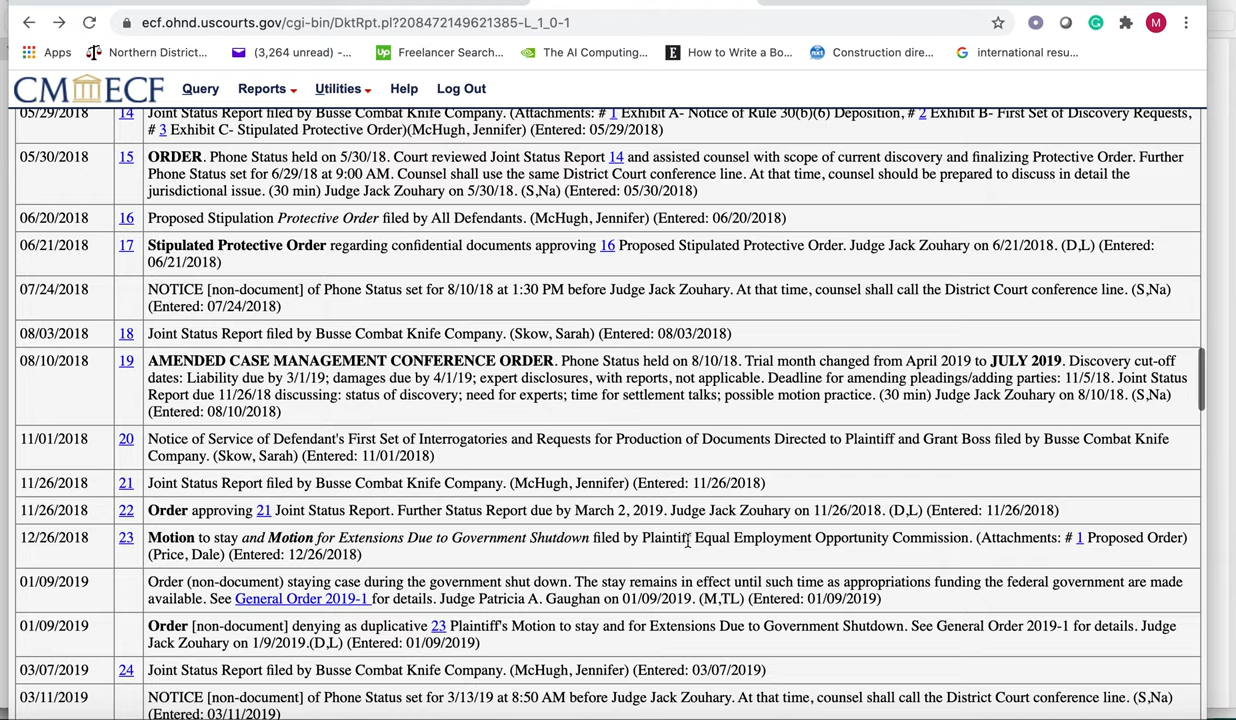 ecf.ohnd.uscourts.gov/cgi-bin/DktRpt.pl?208472149621385-L_1_0-1
M
Apps Northern District... (3,264 unread) -... Up Freelancer Search... The AI Computing... E How to Write a Bo... nxt Construction dire... G international resu...
CM ECF Query Reports Utilities Help Log Out
05/29/2018 14 Joint Status Report filed by Busse Combat Knife Company. (Attachments: # 1 Exhibit A- Notice of Rule 30(b)(6) Deposition, # 2 Exhibit B- First Set of Discovery Requests,
# 3 Exhibit C- Stipulated Protective Order)(McHugh, Jennifer) (Entered: 05/29/2018)
05/30/2018 15 ORDER. Phone Status held on 5/30/18. Court reviewed Joint Status Report 14 and assisted counsel with scope of current discovery and finalizing Protective Order. Further
Phone Status set for 6/29/18 at 9:00 AM. Counsel shall use the same District Court conference line. At that time, counsel should be prepared to discuss in detail the
jurisdictional issue. (30 min) Judge Jack Zouhary on 5/30/18. (S,Na) (Entered: 05/30/2018)
06/20/2018 16 Proposed Stipulation Protective Order filed by All Defendants. (McHugh, Jennifer) (Entered: 06/20/2018)
06/21/2018 17 Stipulated Protective Order regarding confidential documents approving 16 Proposed Stipulated Protective Order. Judge Jack Zouhary on 6/21/2018. (D,L) (Entered:
06/21/2018)
07/24/2018 NOTICE [non-document] of Phone Status set for 8/10/18 at 1:30 PM before Judge Jack Zouhary. At that time, counsel shall call the District Court conference line. (S,Na)
(Entered: 07/24/2018)
08/03/2018 18 Joint Status Report filed by Busse Combat Knife Company. (Skow, Sarah) (Entered: 08/03/2018)
08/10/2018 19 AMENDED CASE MANAGEMENT CONFERENCE ORDER. Phone Status held on 8/10/18. Trial month changed from April 2019 to JULY 2019. Discovery cut-off
dates: Liability due by 3/1/19; damages due by 4/1/19; expert disclosures, with reports, not applicable. Deadline for amending pleadings/adding parties: 11/5/18. Joint Status
Report due 11/26/18 discussing: status of discovery; need for experts; time for settlement talks; possible motion practice. (30 min) Judge Jack Zouhary on 8/10/18. (S,Na)
(Entered: 08/10/2018)
11/01/2018 20 Notice of Service of Defendant's First Set of Interrogatories and Requests for Production of Documents Directed to Plaintiff and Grant Boss filed by Busse Combat Knife
Company. (Skow, Sarah) (Entered: 11/01/2018)
11/26/2018 21 Joint Status Report filed by Busse Combat Knife Company. (McHugh, Jennifer) (Entered: 11/26/2018)
11/26/2018 22 Order approving 21 Joint Status Report. Further Status Report due by March 2, 2019. Judge Jack Zouhary on 11/26/2018. (D,L) (Entered: 11/26/2018)
12/26/2018 23 Motion to stay and Motion for Extensions Due to Government Shutdown filed by Plaintiff Equal Employment Opportunity Commission. (Attachments: # 1 Proposed Order)
(Price, Dale) (Entered: 12/26/2018)
01/09/2019 Order (non-document) staying case during the government shut down. The stay remains in effect until such time as appropriations funding the federal government are made
available. See General Order 2019-1 for details. Judge Patricia A. Gaughan on 01/09/2019. (M,TL) (Entered: 01/09/2019)
01/09/2019 Order [non-document] denying as duplicative 23 Plaintiff's Motion to stay and for Extensions Due to Government Shutdown. See General Order 2019-1 for details. Judge
Jack Zouhary on 1/9/2019.(D,L) (Entered: 01/09/2019)
03/07/2019 24 Joint Status Report filed by Busse Combat Knife Company. (McHugh, Jennifer) (Entered: 03/07/2019)
03/11/2019 NOTICE [non-document] of Phone Status set for 3/13/19 at 8:50 AM before Judge Jack Zouhary. At that time, counsel shall call the District Court conference line. (S,Na)
(Entered: 03/11/2019)